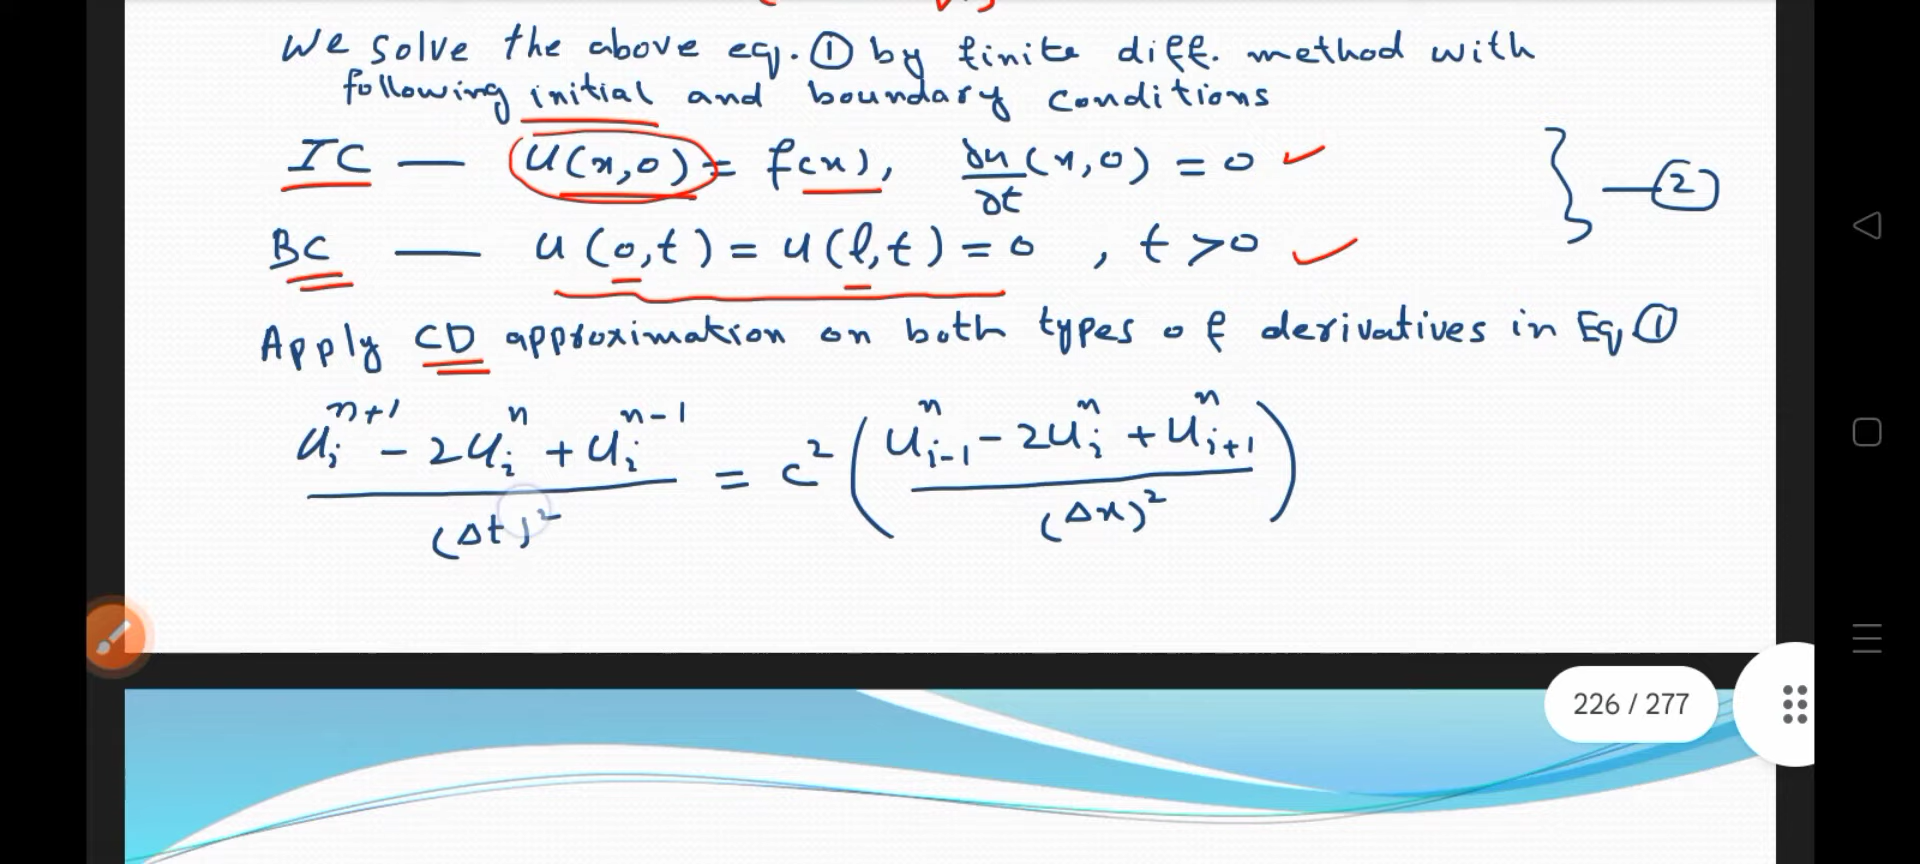 We solve the above eq. ① by finite diff. method with
following initial and boundary conditions
IC — u(x,0) = f(x), ∂u/∂t (x,0) = 0 } — ②
BC — u(0,t) = u(l,t) = 0 , t > 0
Apply CD approximation on both types of derivatives in Eq ①
(u_i^{n+1} - 2u_i^n + u_i^{n-1}) / (Δt)^2 = c^2 ( (u_{i-1}^n - 2u_i^n + u_{i+1}^n) / (Δx)^2 )
226 / 277